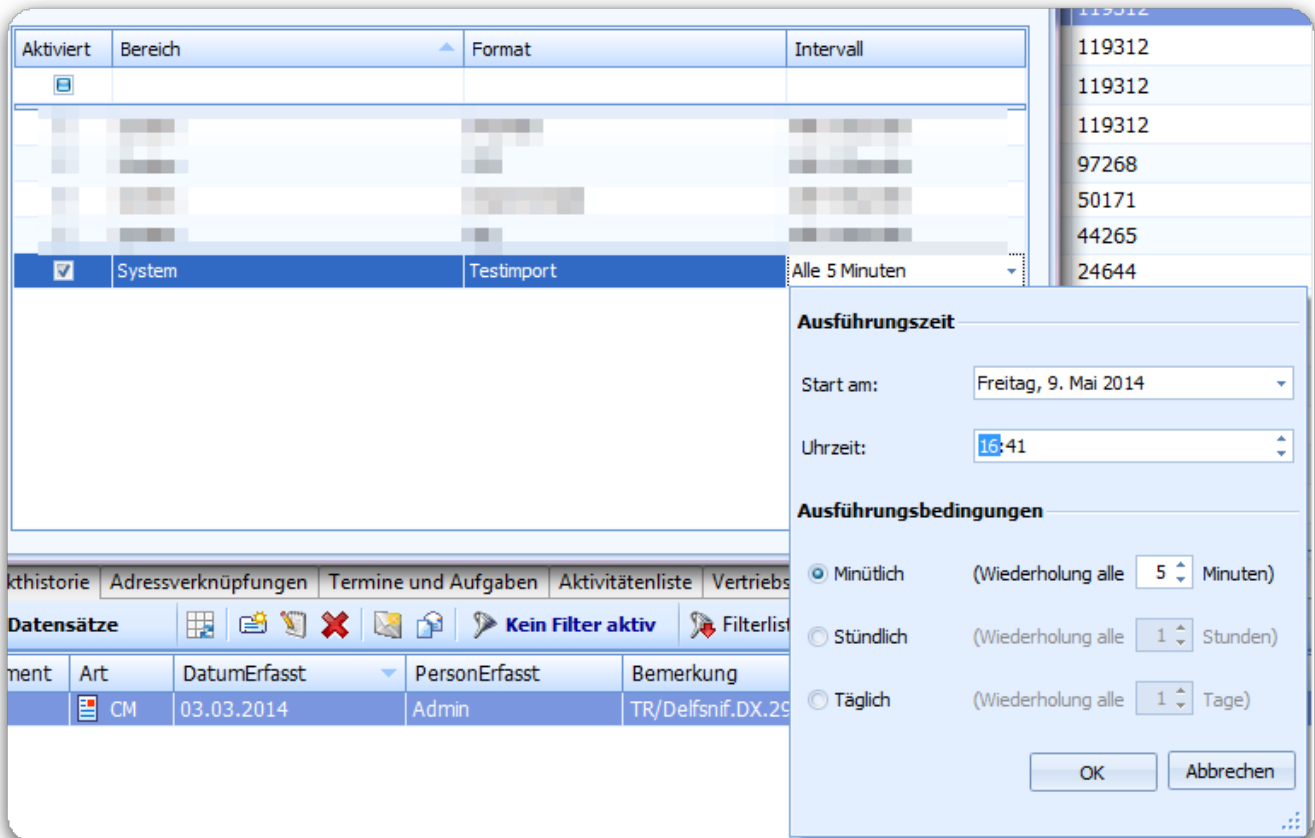 119312
Aktiviert Bereich Format Intervall
119312
119312
119312
97268
50171
44265
System Testimport Alle 5 Minuten
24644
Ausführungszeit
Start am: Freitag, 9. Mai 2014
Uhrzeit: 16:41
Ausführungsbedingungen
Minütlich (Wiederholung alle 5 Minuten)
Stündlich (Wiederholung alle 1 Stunden)
Täglich (Wiederholung alle 1 Tage)
OK Abbrechen
kthistorie Adressverknüpfungen Termine und Aufgaben Aktivitätenliste Vertriebs
Datensätze Kein Filter aktiv Filterlist
ment Art DatumErfasst PersonErfasst Bemerkung
CM 03.03.2014 Admin TR/Delfsnif.DX.29